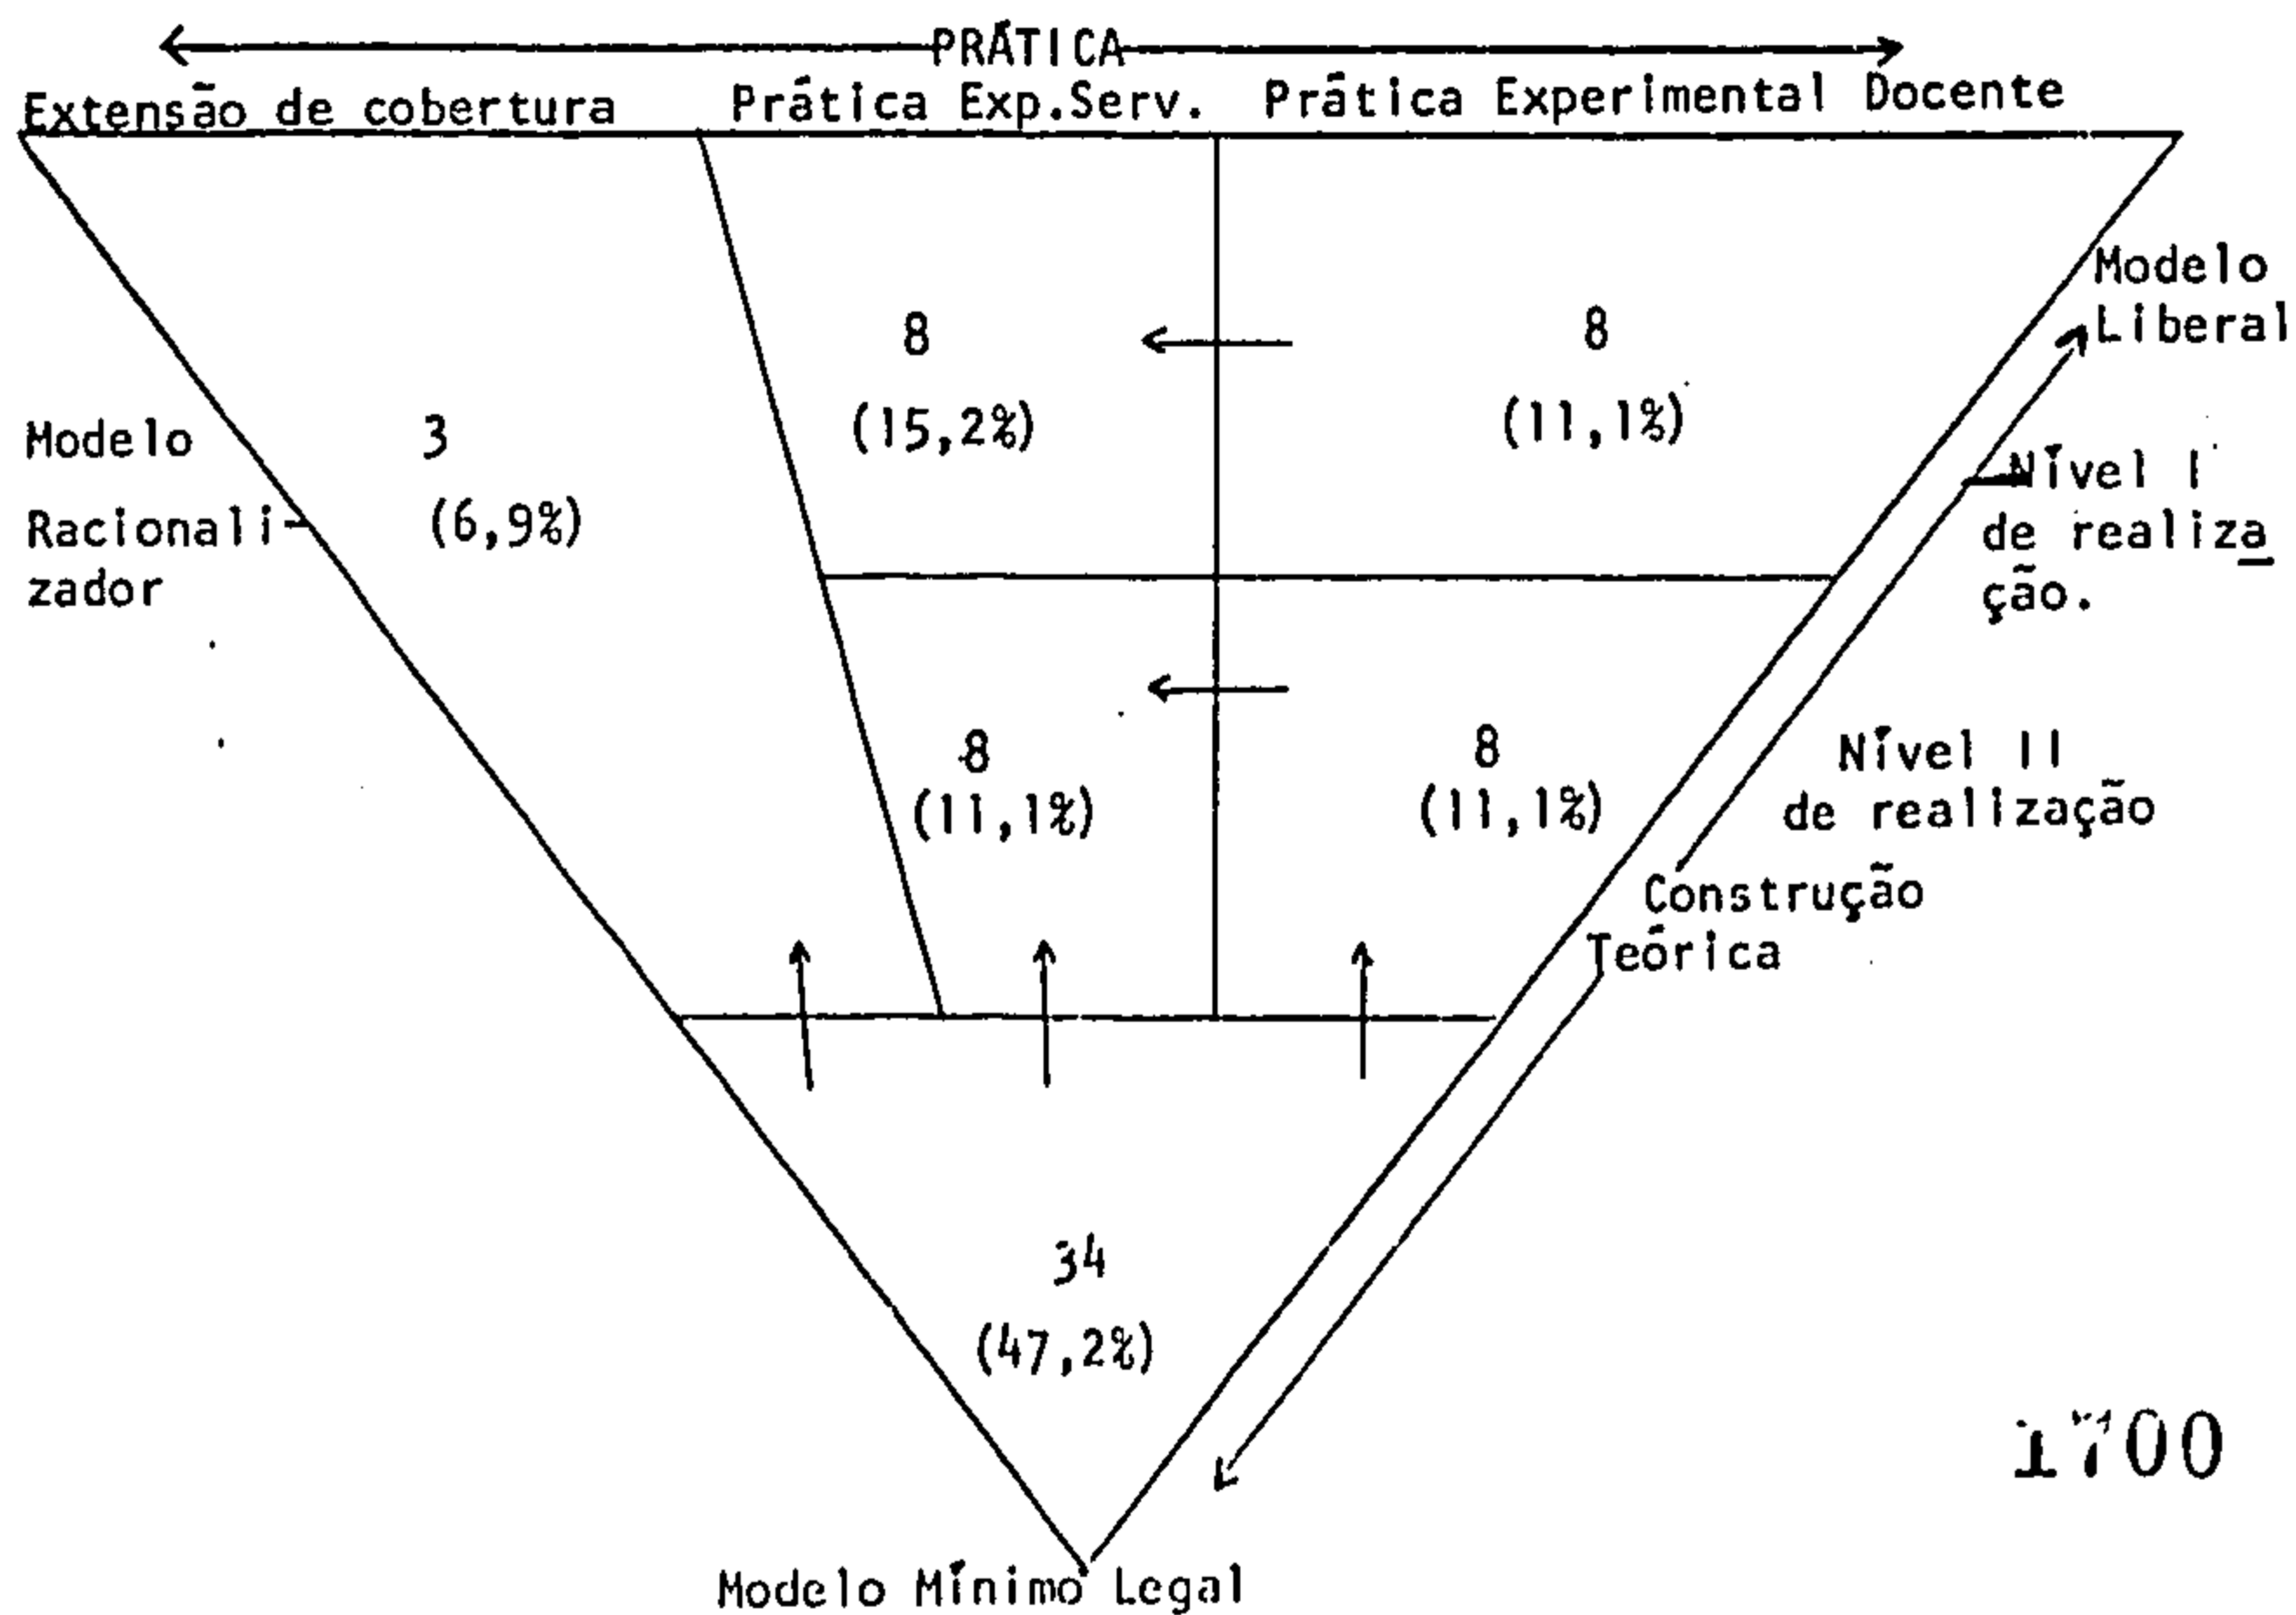 PRÁTICA
Extensão de cobertura Prática Exp.Serv. Prática Experimental Docente
Modelo
Liberal
8
(15,2%)
8
(11,1%)
Modelo
Racionali-
zador
3
(6,9%)
Nível I
de realiza
ção.
8
(11,1%)
8
(11,1%)
Nível II
de realização
Construção
Teórica
34
(47,2%)
1700
Modelo Mínimo Legal